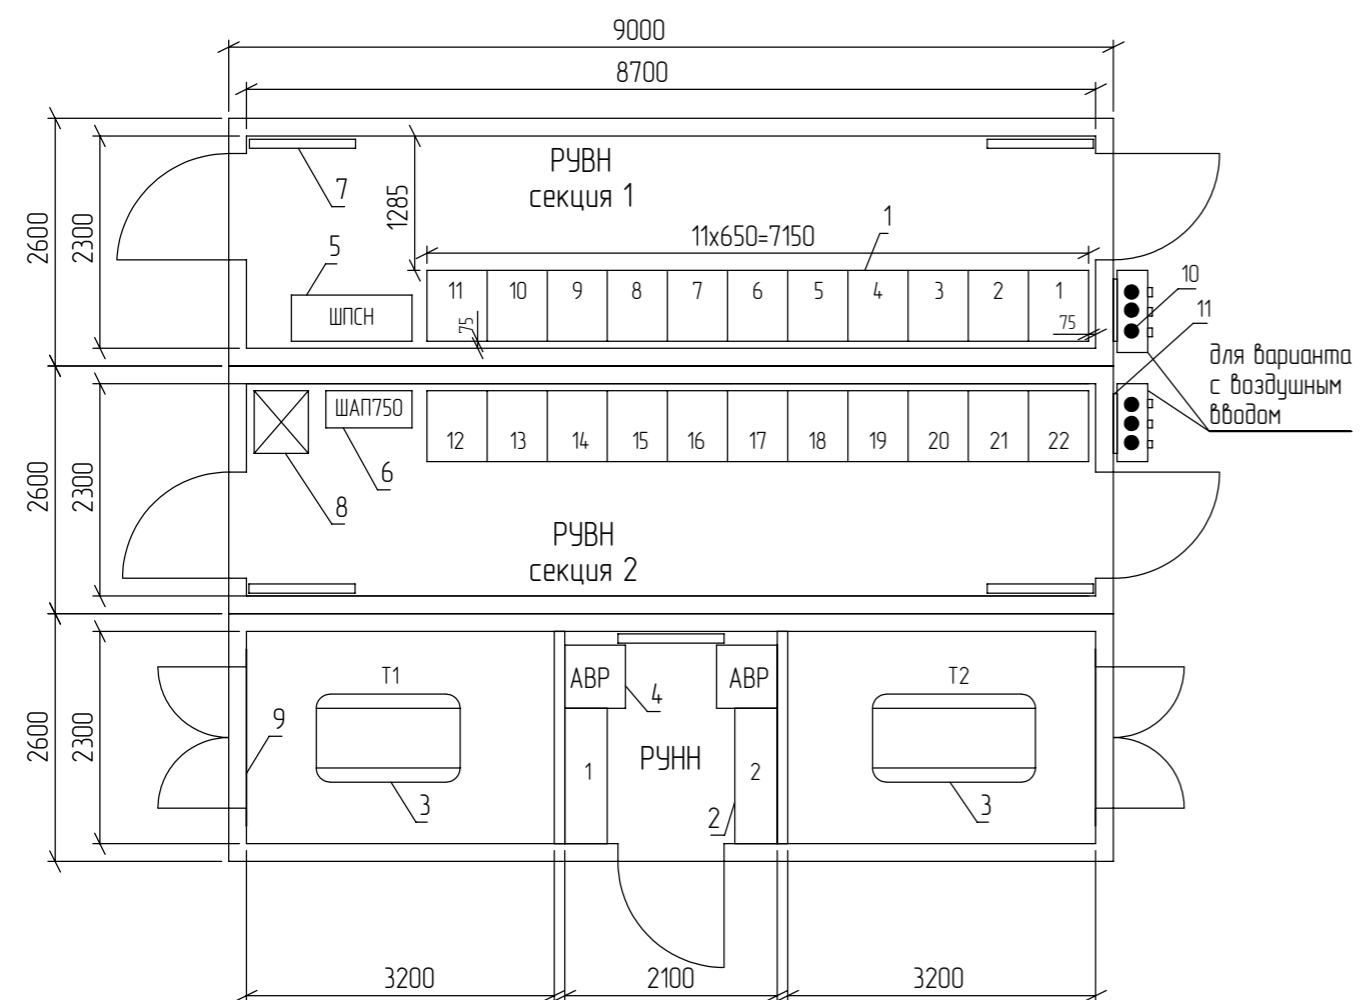 9000
8700
РУВН
секция 1
7
1285
2600
2300
5
1
11х650=7150
11 10 9 8 7 6 5 4 3 2 1
ШПСН
75
75
10
11
для варианта
с воздушным
вводом
ШАП750
12 13 14 15 16 17 18 19 20 21 22
6
8
2600
2300
РУВН
секция 2
Т1
АВР
АВР
Т2
4
9
РУНН
1
2
2
3
3
2600
2300
3200
2100
3200